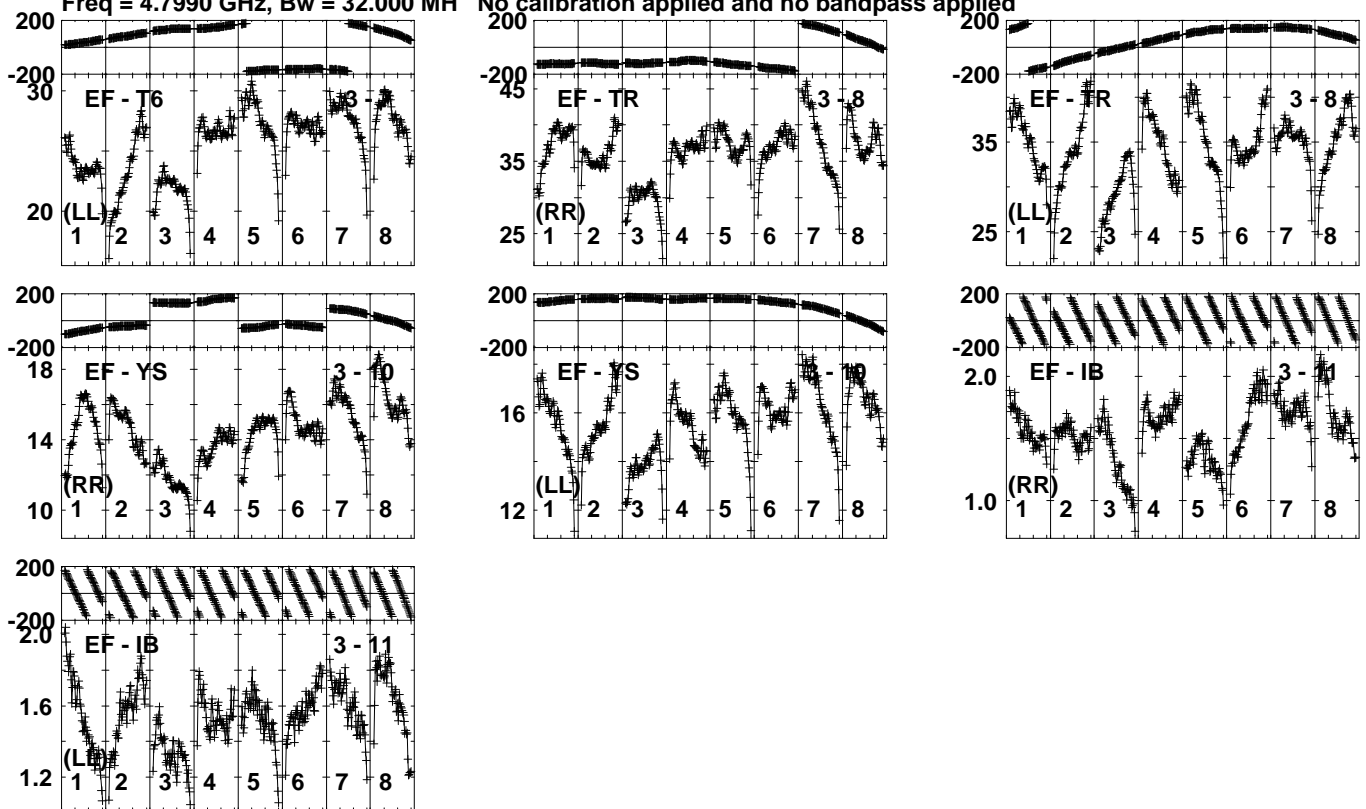 Freq = 4.7990 GHz, Bw = 32.000 MH No calibration applied and no bandpass applied
200
-200
30
20
EF - T6
(LL)
1 2 3 4 5 6 7 8
200
-200
45
35
25
EF - TR
3 - 8
(RR)
1 2 3 4 5 6 7 8
200
-200
35
25
EF - TR
3 - 8
(LL)
1 2 3 4 5 6 7 8
200
-200
18
14
10
EF - YS
3 - 10
(RR)
1 2 3 4 5 6 7 8
200
-200
16
12
EF - YS
3 - 10
(LL)
1 2 3 4 5 6 7 8
200
-200
2.0
1.0
EF - IB
3 - 11
(RR)
1 2 3 4 5 6 7 8
200
-200
2.0
1.6
1.2
EF - IB
3 - 11
(LL)
1 2 3 4 5 6 7 8